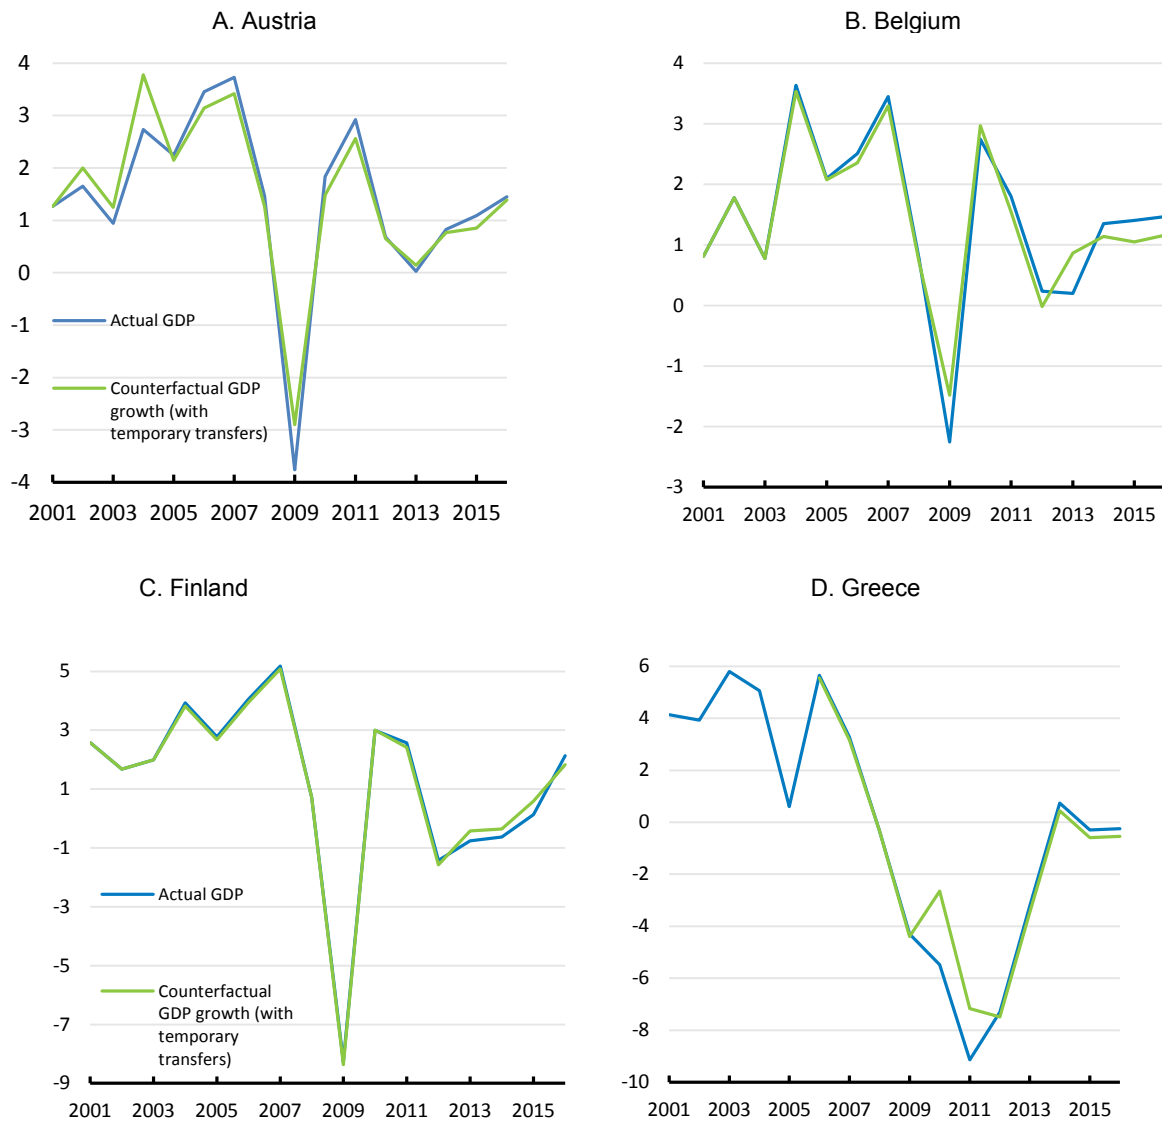 A. Austria
4
3
2
1
0
-1
-2
-3
-4
Actual GDP
Counterfactual GDP
growth (with
temporary transfers)
2001 2003 2005 2007 2009 2011 2013 2015
B. Belgium
4
3
2
1
0
-1
-2
-3
2001 2003 2005 2007 2009 2011 2013 2015
C. Finland
5
3
1
-1
-3
-5
-7
-9
Actual GDP
Counterfactual
GDP growth (with
temporary
transfers)
2001 2003 2005 2007 2009 2011 2013 2015
D. Greece
6
4
2
0
-2
-4
-6
-8
-10
2001 2003 2005 2007 2009 2011 2013 2015